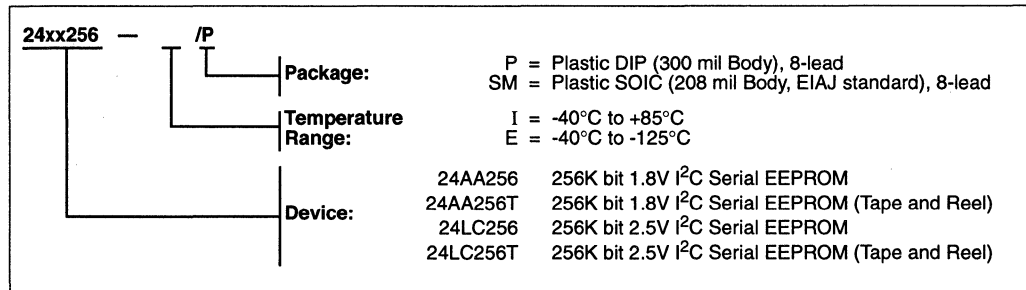 24xx256 — /P
Package: P = Plastic DIP (300 mil Body), 8-lead
SM = Plastic SOIC (208 mil Body, EIAJ standard), 8-lead
Temperature I = -40°C to +85°C
Range: E = -40°C to -125°C
24AA256 256K bit 1.8V I²C Serial EEPROM
24AA256T 256K bit 1.8V I²C Serial EEPROM (Tape and Reel)
Device: 24LC256 256K bit 2.5V I²C Serial EEPROM
24LC256T 256K bit 2.5V I²C Serial EEPROM (Tape and Reel)